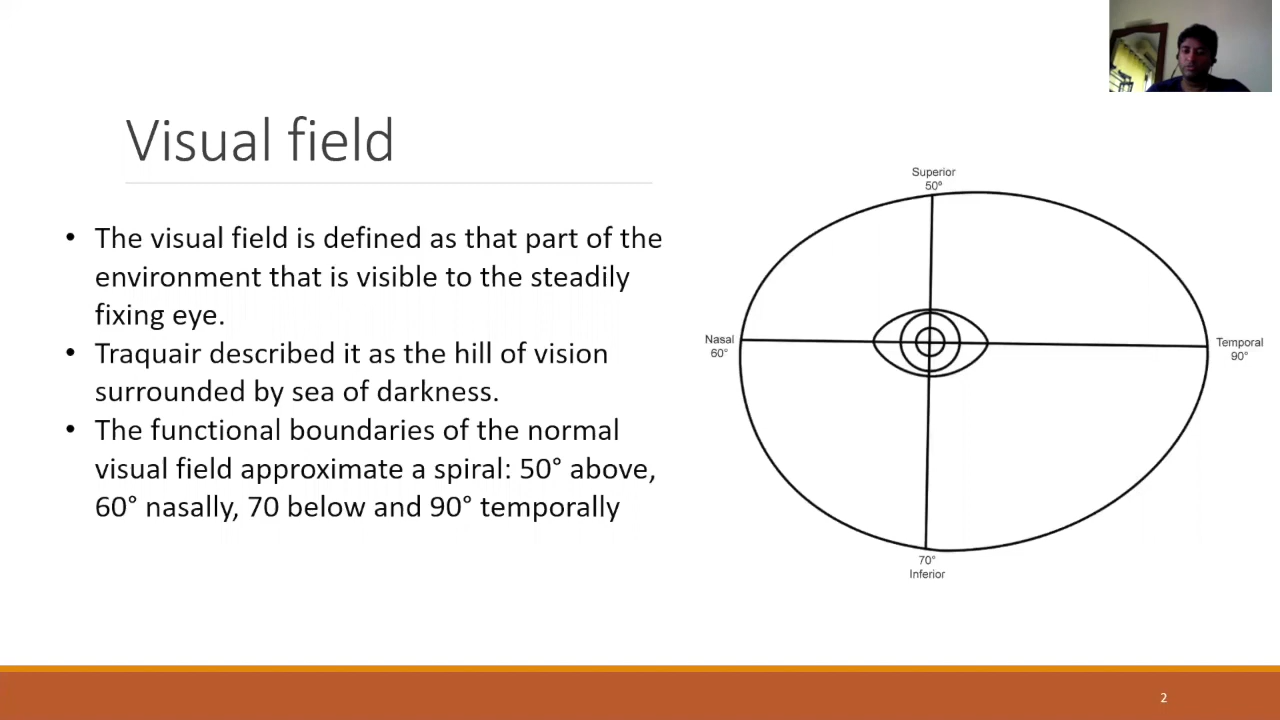 Visual field
• The visual field is defined as that part of the
environment that is visible to the steadily
fixing eye.
• Traquair described it as the hill of vision
surrounded by sea of darkness.
• The functional boundaries of the normal
visual field approximate a spiral: 50° above,
60° nasally, 70 below and 90° temporally
Superior
50º
Nasal
60°
Temporal
90°
70°
Inferior
2